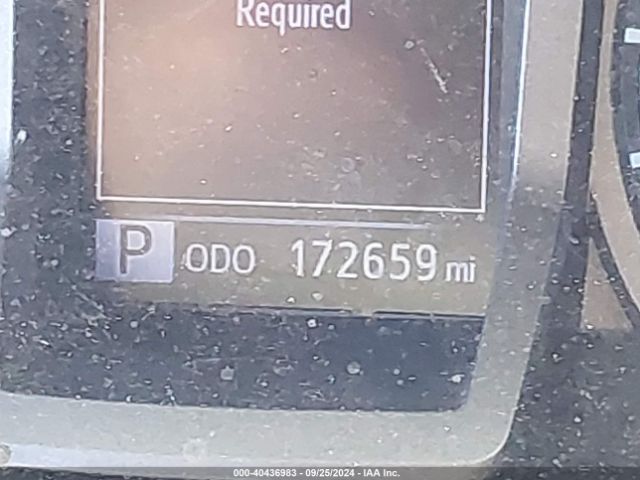 Required
P ODO 172659 mi
000-40436983 - 09/25/2024 - IAA Inc.